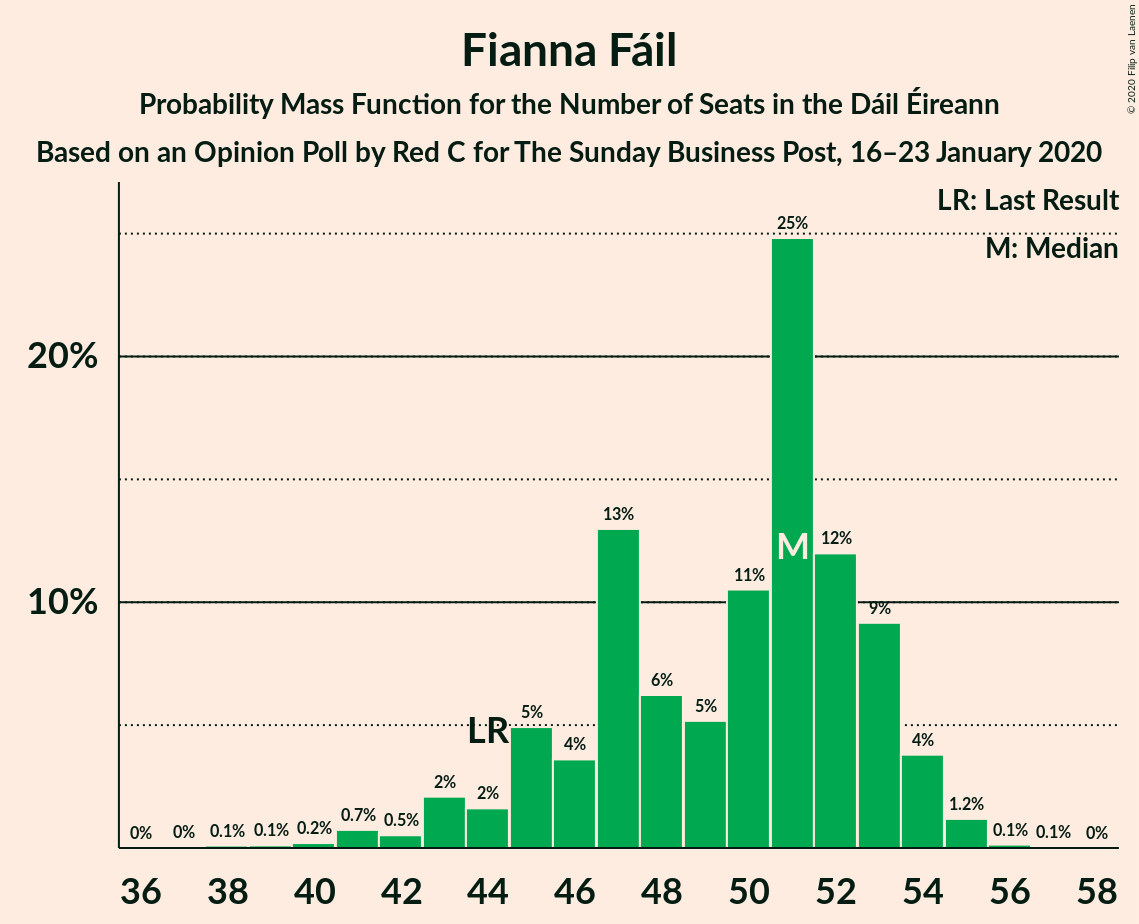 Fianna Fáil
Probability Mass Function for the Number of Seats in the Dáil Éireann
Based on an Opinion Poll by Red C for The Sunday Business Post, 16–23 January 2020
© 2020 Filip van Laenen
LR: Last Result
M: Median
20%
10%
0% 0% 0.1% 0.1% 0.2% 0.7% 0.5% 2% 2% 5% 4% 13% 6% 5% 11% 25% 12% 9% 4% 1.2% 0.1% 0.1% 0%
LR
M
36 38 40 42 44 46 48 50 52 54 56 58